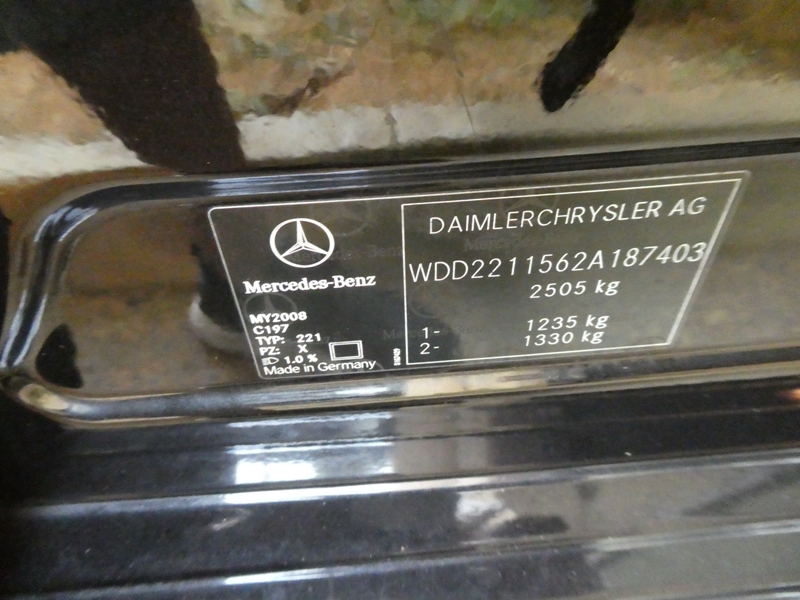 Mercedes-Benz
MY2008
C197
TYP: 221
PZ: X
1.0 %
Made in Germany
DAIMLERCHRYSLER AG
WDD2211562A187403
2505 kg
1- 1235 kg
2- 1330 kg